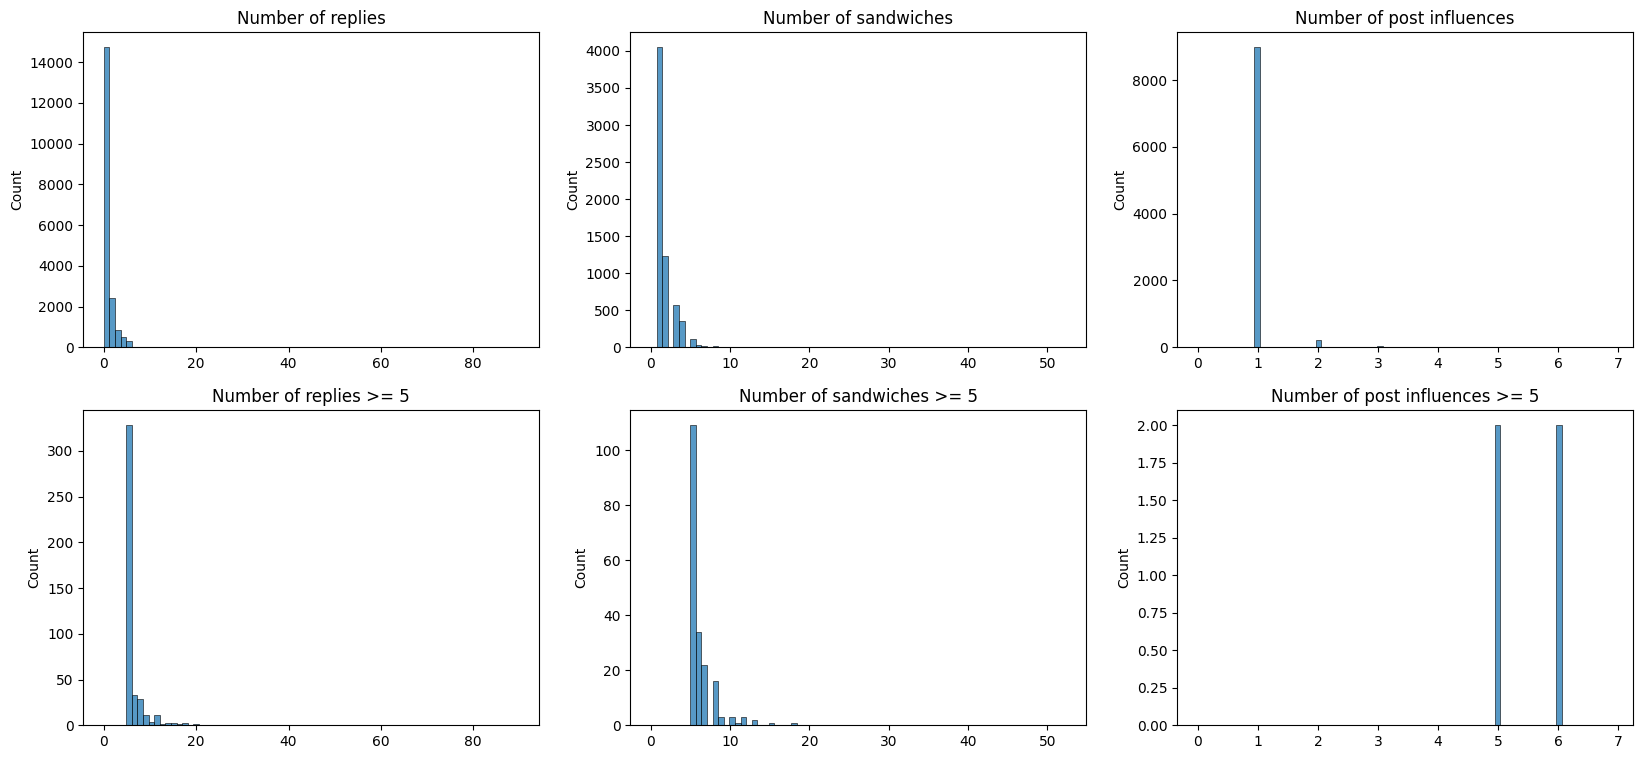 Number of replies
Count
14000
12000
10000
8000
6000
4000
2000
0
0 20 40 60 80
Number of sandwiches
Count
4000
3500
3000
2500
2000
1500
1000
500
0
0 10 20 30 40 50
Number of post influences
Count
8000
6000
4000
2000
0
0 1 2 3 4 5 6 7
Number of replies >= 5
Count
300
250
200
150
100
50
0
0 20 40 60 80
Number of sandwiches >= 5
Count
100
80
60
40
20
0
0 10 20 30 40 50
Number of post influences >= 5
Count
2.00
1.75
1.50
1.25
1.00
0.75
0.50
0.25
0.00
0 1 2 3 4 5 6 7